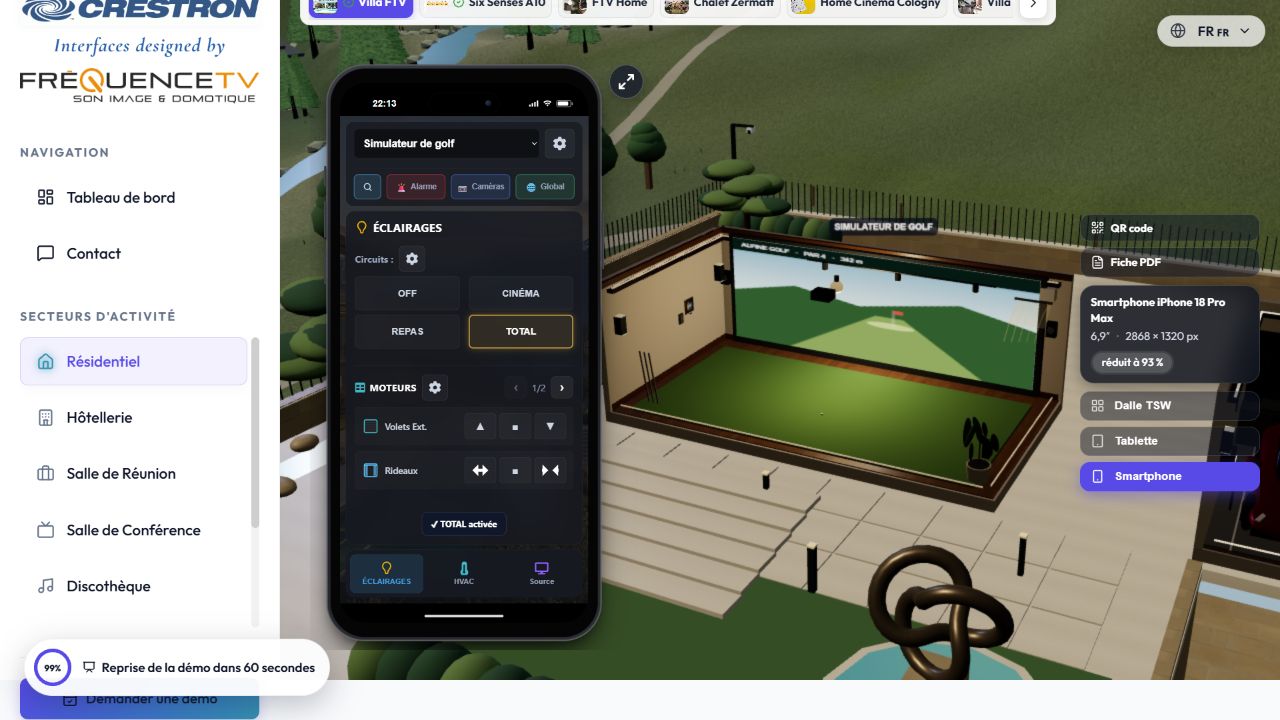 CRESTRON
Interfaces designed by
FRÉQUENCETV
SON IMAGE & DOMOTIQUE
NAVIGATION
Tableau de bord
Contact
SECTEURS D'ACTIVITÉ
Résidentiel
Hôtellerie
Salle de Réunion
Salle de Conférence
Discothèque
99%
Reprise de la démo dans 60 secondes
Demander une démo
Villa FTV
Six Senses A10
FTV Home
Chalet Zermatt
Home Cinema Cologny
Villa
FR FR
22:13
Simulateur de golf
Alarme
Caméras
Global
ÉCLAIRAGES
Circuits :
OFF
CINÉMA
REPAS
TOTAL
MOTEURS
1/2
Volets Ext.
Rideaux
✓ TOTAL activée
ÉCLAIRAGES
HVAC
Source
SIMULATEUR DE GOLF
ALPINE GOLF · PAR 4 · 342 m
QR code
Fiche PDF
Smartphone iPhone 18 Pro
Max
6,9" · 2868 × 1320 px
réduit à 93 %
Dalle TSW
Tablette
Smartphone